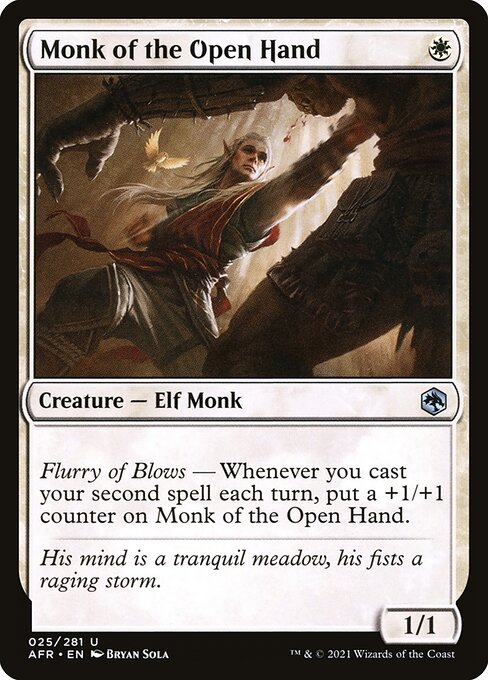 Monk of the Open Hand
Creature — Elf Monk
Flurry of Blows — Whenever you cast
your second spell each turn, put a +1/+1
counter on Monk of the Open Hand.
His mind is a tranquil meadow, his fists a
raging storm.
1/1
025/281 U
AFR • EN Bryan Sola
™ & © 2021 Wizards of the Coast